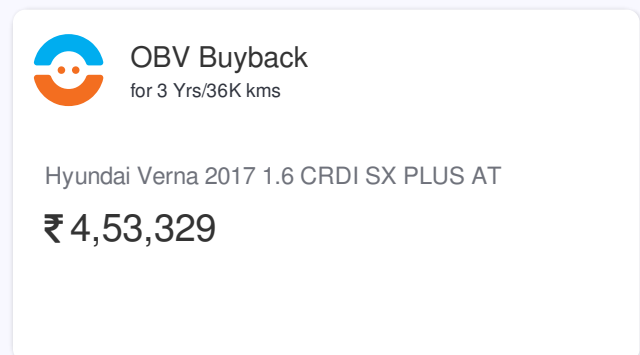 OBV Buyback
for 3 Yrs/36K kms
Hyundai Verna 2017 1.6 CRDI SX PLUS AT
₹ 4,53,329